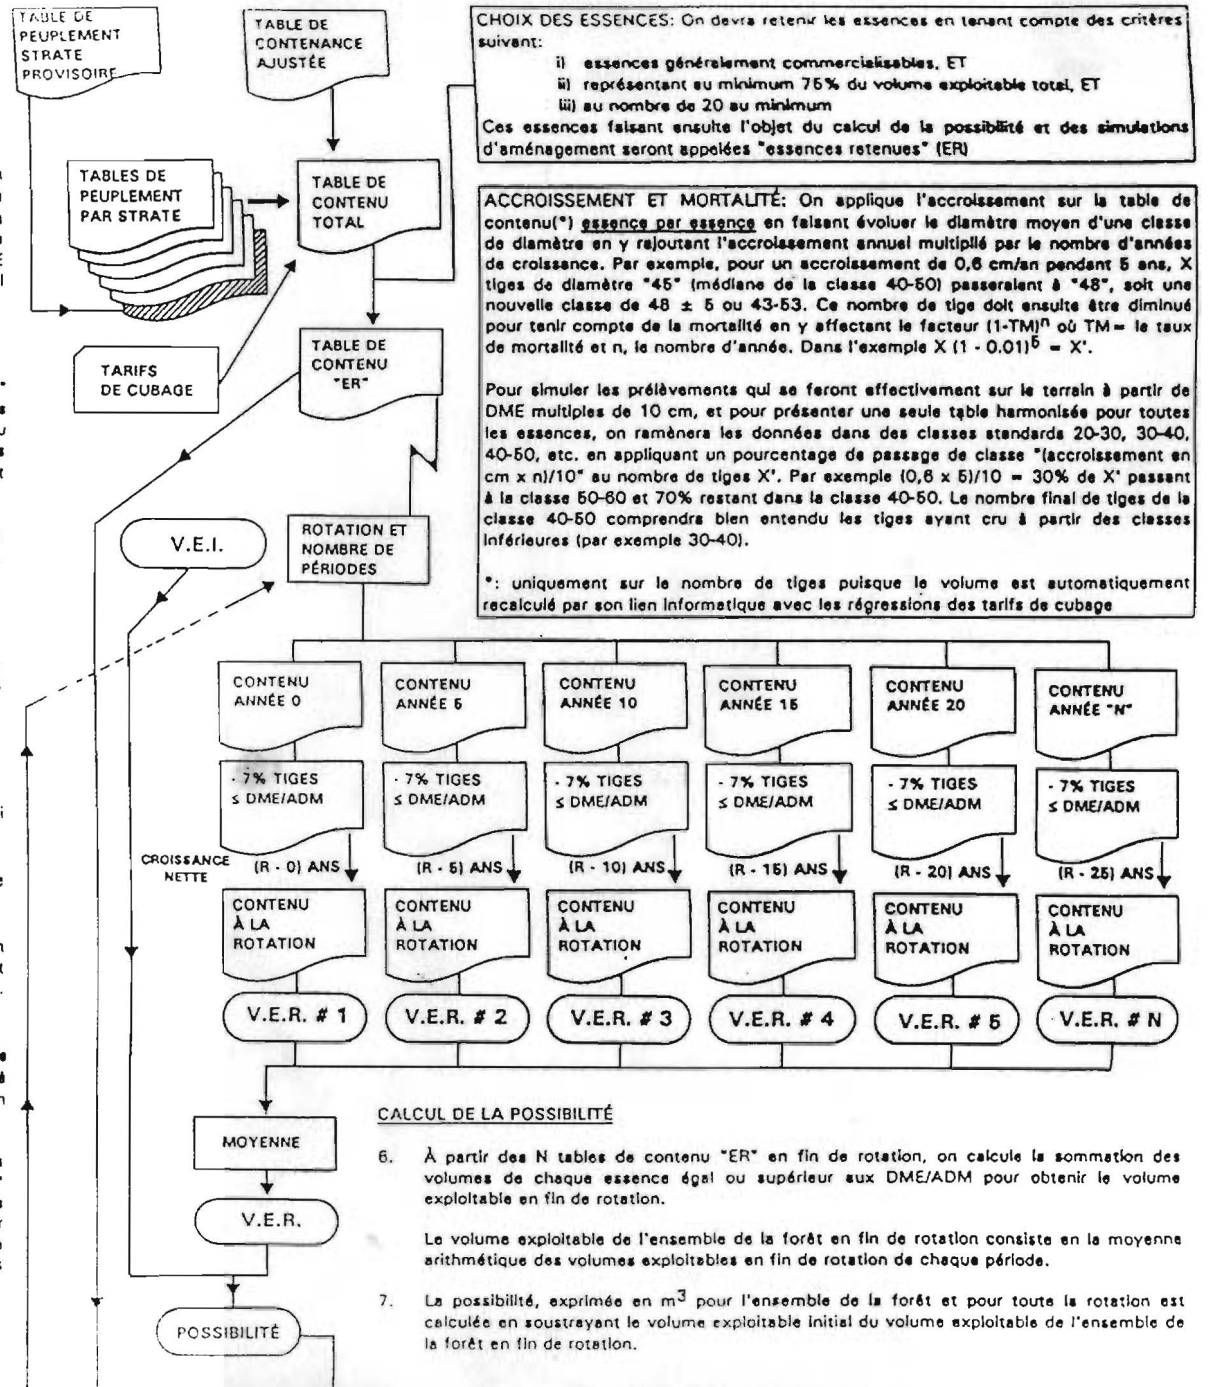 TABLE DE
PEUPLEMENT
STRATE
PROVISOIRE
TABLE DE
CONTENANCE
AJUSTÉE
CHOIX DES ESSENCES: On devra retenir les essences en tenant compte des critères
suivant:
i) essences généralement commercialisables, ET
ii) représentant au minimum 75% du volume exploitable total, ET
iii) au nombre de 20 au minimum
Ces essences faisant ensuite l'objet du calcul de la possibilité et des simulations
d'aménagement seront appelées "essences retenues" (ER)
TABLES DE
PEUPLEMENT
PAR STRATE
TABLE DE
CONTENU
TOTAL
ACCROISSEMENT ET MORTALITÉ: On applique l'accroissement sur la table de
contenu(*) essence par essence en faisant évoluer le diamètre moyen d'une classe
de diamètre en y rajoutant l'accroissement annuel multiplié par le nombre d'années
de croissance. Par exemple, pour un accroissement de 0,6 cm/an pendant 5 ans, X
tiges de diamètre "45" (médiane de la classe 40-50) passeraient à "48", soit une
nouvelle classe de 48 ± 5 ou 43-53. Ce nombre de tige doit ensuite être diminué
pour tenir compte de la mortalité en y affectant le facteur (1-TM)ⁿ où TM = le taux
de mortalité et n, le nombre d'année. Dans l'exemple X (1 - 0.01)⁵ = X'.
Pour simuler les prélèvements qui se feront effectivement sur le terrain à partir de
DME multiples de 10 cm, et pour présenter une seule table harmonisée pour toutes
les essences, on ramènera les données dans des classes standards 20-30, 30-40,
40-50, etc. en appliquant un pourcentage de passage de classe "(accroissement en
cm x n)/10" au nombre de tiges X'. Par exemple (0,6 x 5)/10 = 30% de X' passant
à la classe 50-60 et 70% restant dans la classe 40-50. Le nombre final de tiges de la
classe 40-50 comprendra bien entendu les tiges ayant cru à partir des classes
inférieures (par exemple 30-40).
*: uniquement sur le nombre de tiges puisque le volume est automatiquement
recalculé par son lien informatique avec les régressions des tarifs de cubage
TARIFS
DE CUBAGE
TABLE DE
CONTENU
"ER"
V.E.I.
ROTATION ET
NOMBRE DE
PÉRIODES
CONTENU
ANNÉE 0
CONTENU
ANNÉE 5
CONTENU
ANNÉE 10
CONTENU
ANNÉE 15
CONTENU
ANNÉE 20
CONTENU
ANNÉE "N"
- 7% TIGES
≤ DME/ADM
- 7% TIGES
≤ DME/ADM
- 7% TIGES
≤ DME/ADM
- 7% TIGES
≤ DME/ADM
- 7% TIGES
≤ DME/ADM
- 7% TIGES
≤ DME/ADM
CROISSANCE
NETTE
(R - 0) ANS
(R - 5) ANS
(R - 10) ANS
(R - 15) ANS
(R - 20) ANS
(R - 25) ANS
CONTENU
À LA
ROTATION
CONTENU
À LA
ROTATION
CONTENU
À LA
ROTATION
CONTENU
À LA
ROTATION
CONTENU
À LA
ROTATION
CONTENU
À LA
ROTATION
V.E.R. # 1
V.E.R. # 2
V.E.R. # 3
V.E.R. # 4
V.E.R. # 5
V.E.R. # N
MOYENNE
V.E.R.
POSSIBILITÉ
CALCUL DE LA POSSIBILITÉ
6. À partir des N tables de contenu "ER" en fin de rotation, on calcule la sommation des
volumes de chaque essence égal ou supérieur aux DME/ADM pour obtenir le volume
exploitable en fin de rotation.
Le volume exploitable de l'ensemble de la forêt en fin de rotation consiste en la moyenne
arithmétique des volumes exploitables en fin de rotation de chaque période.
7. La possibilité, exprimée en m³ pour l'ensemble de la forêt et pour toute la rotation est
calculée en soustrayant le volume exploitable initial du volume exploitable de l'ensemble de
la forêt en fin de rotation.